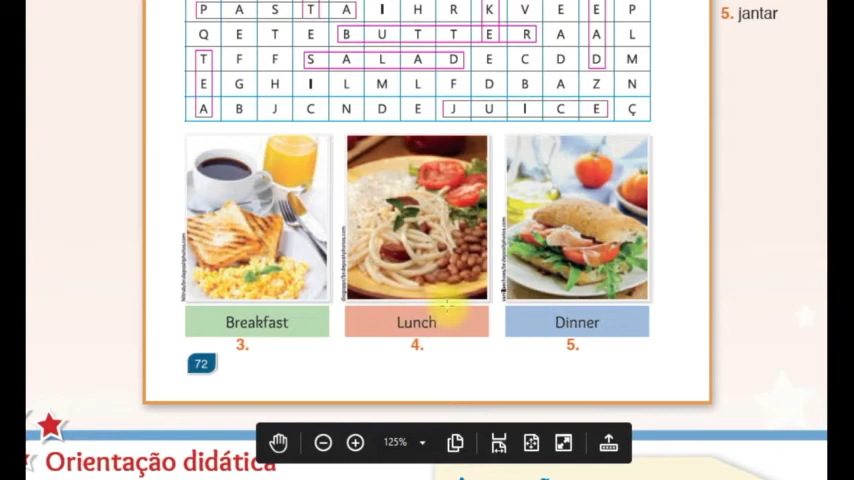 P A S T A I H R K V E E P
5. jantar
Q E T E B U T T E R A A L
T F F S A L A D E C D D M
E G H I L M L F D B A Z N
A B J C N D E J U I C E Ç
Breakfast
Lunch
Dinner
3.
4.
5.
72
125%
Orientação didática